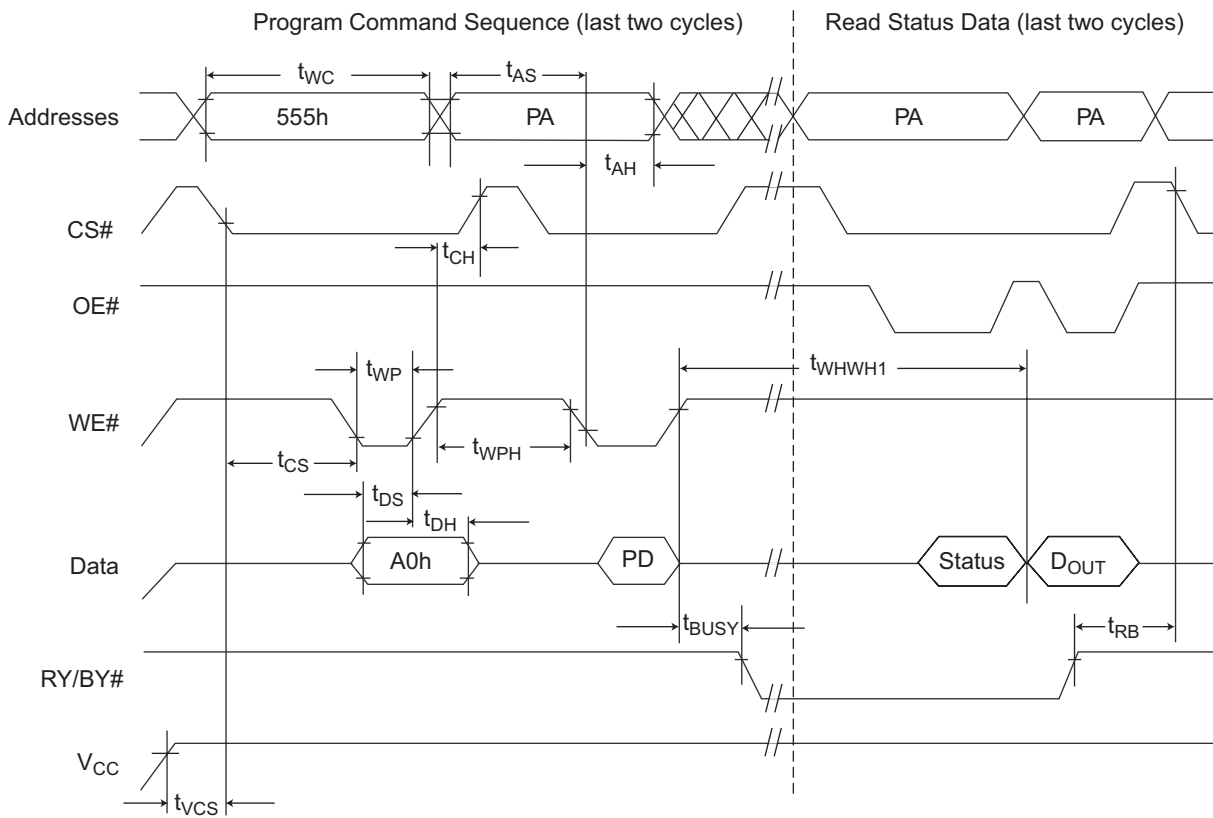 Program Command Sequence (last two cycles)
Read Status Data (last two cycles)
tWC
tAS
Addresses
555h
PA
PA
PA
tAH
CS#
tCH
OE#
tWP
tWHWH1
WE#
tWPH
tCS
tDS
tDH
Data
A0h
PD
Status
DOUT
tBUSY
tRB
RY/BY#
VCC
tVCS